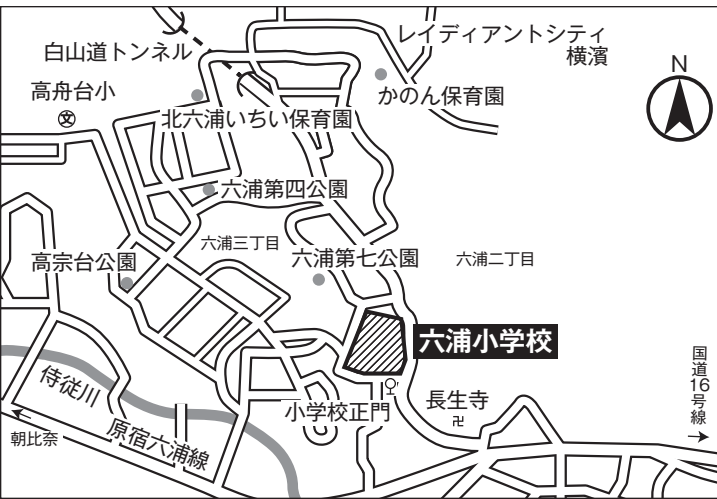 レイディアントシティ
横濱
白山道トンネル
N
高舟台小
文
かのん保育園
北六浦いちい保育園
六浦第四公園
六浦三丁目
六浦第七公園
六浦二丁目
高宗台公園
六浦小学校
国道16号線
侍従川
小学校正門
長生寺
卍
朝比奈
原宿六浦線